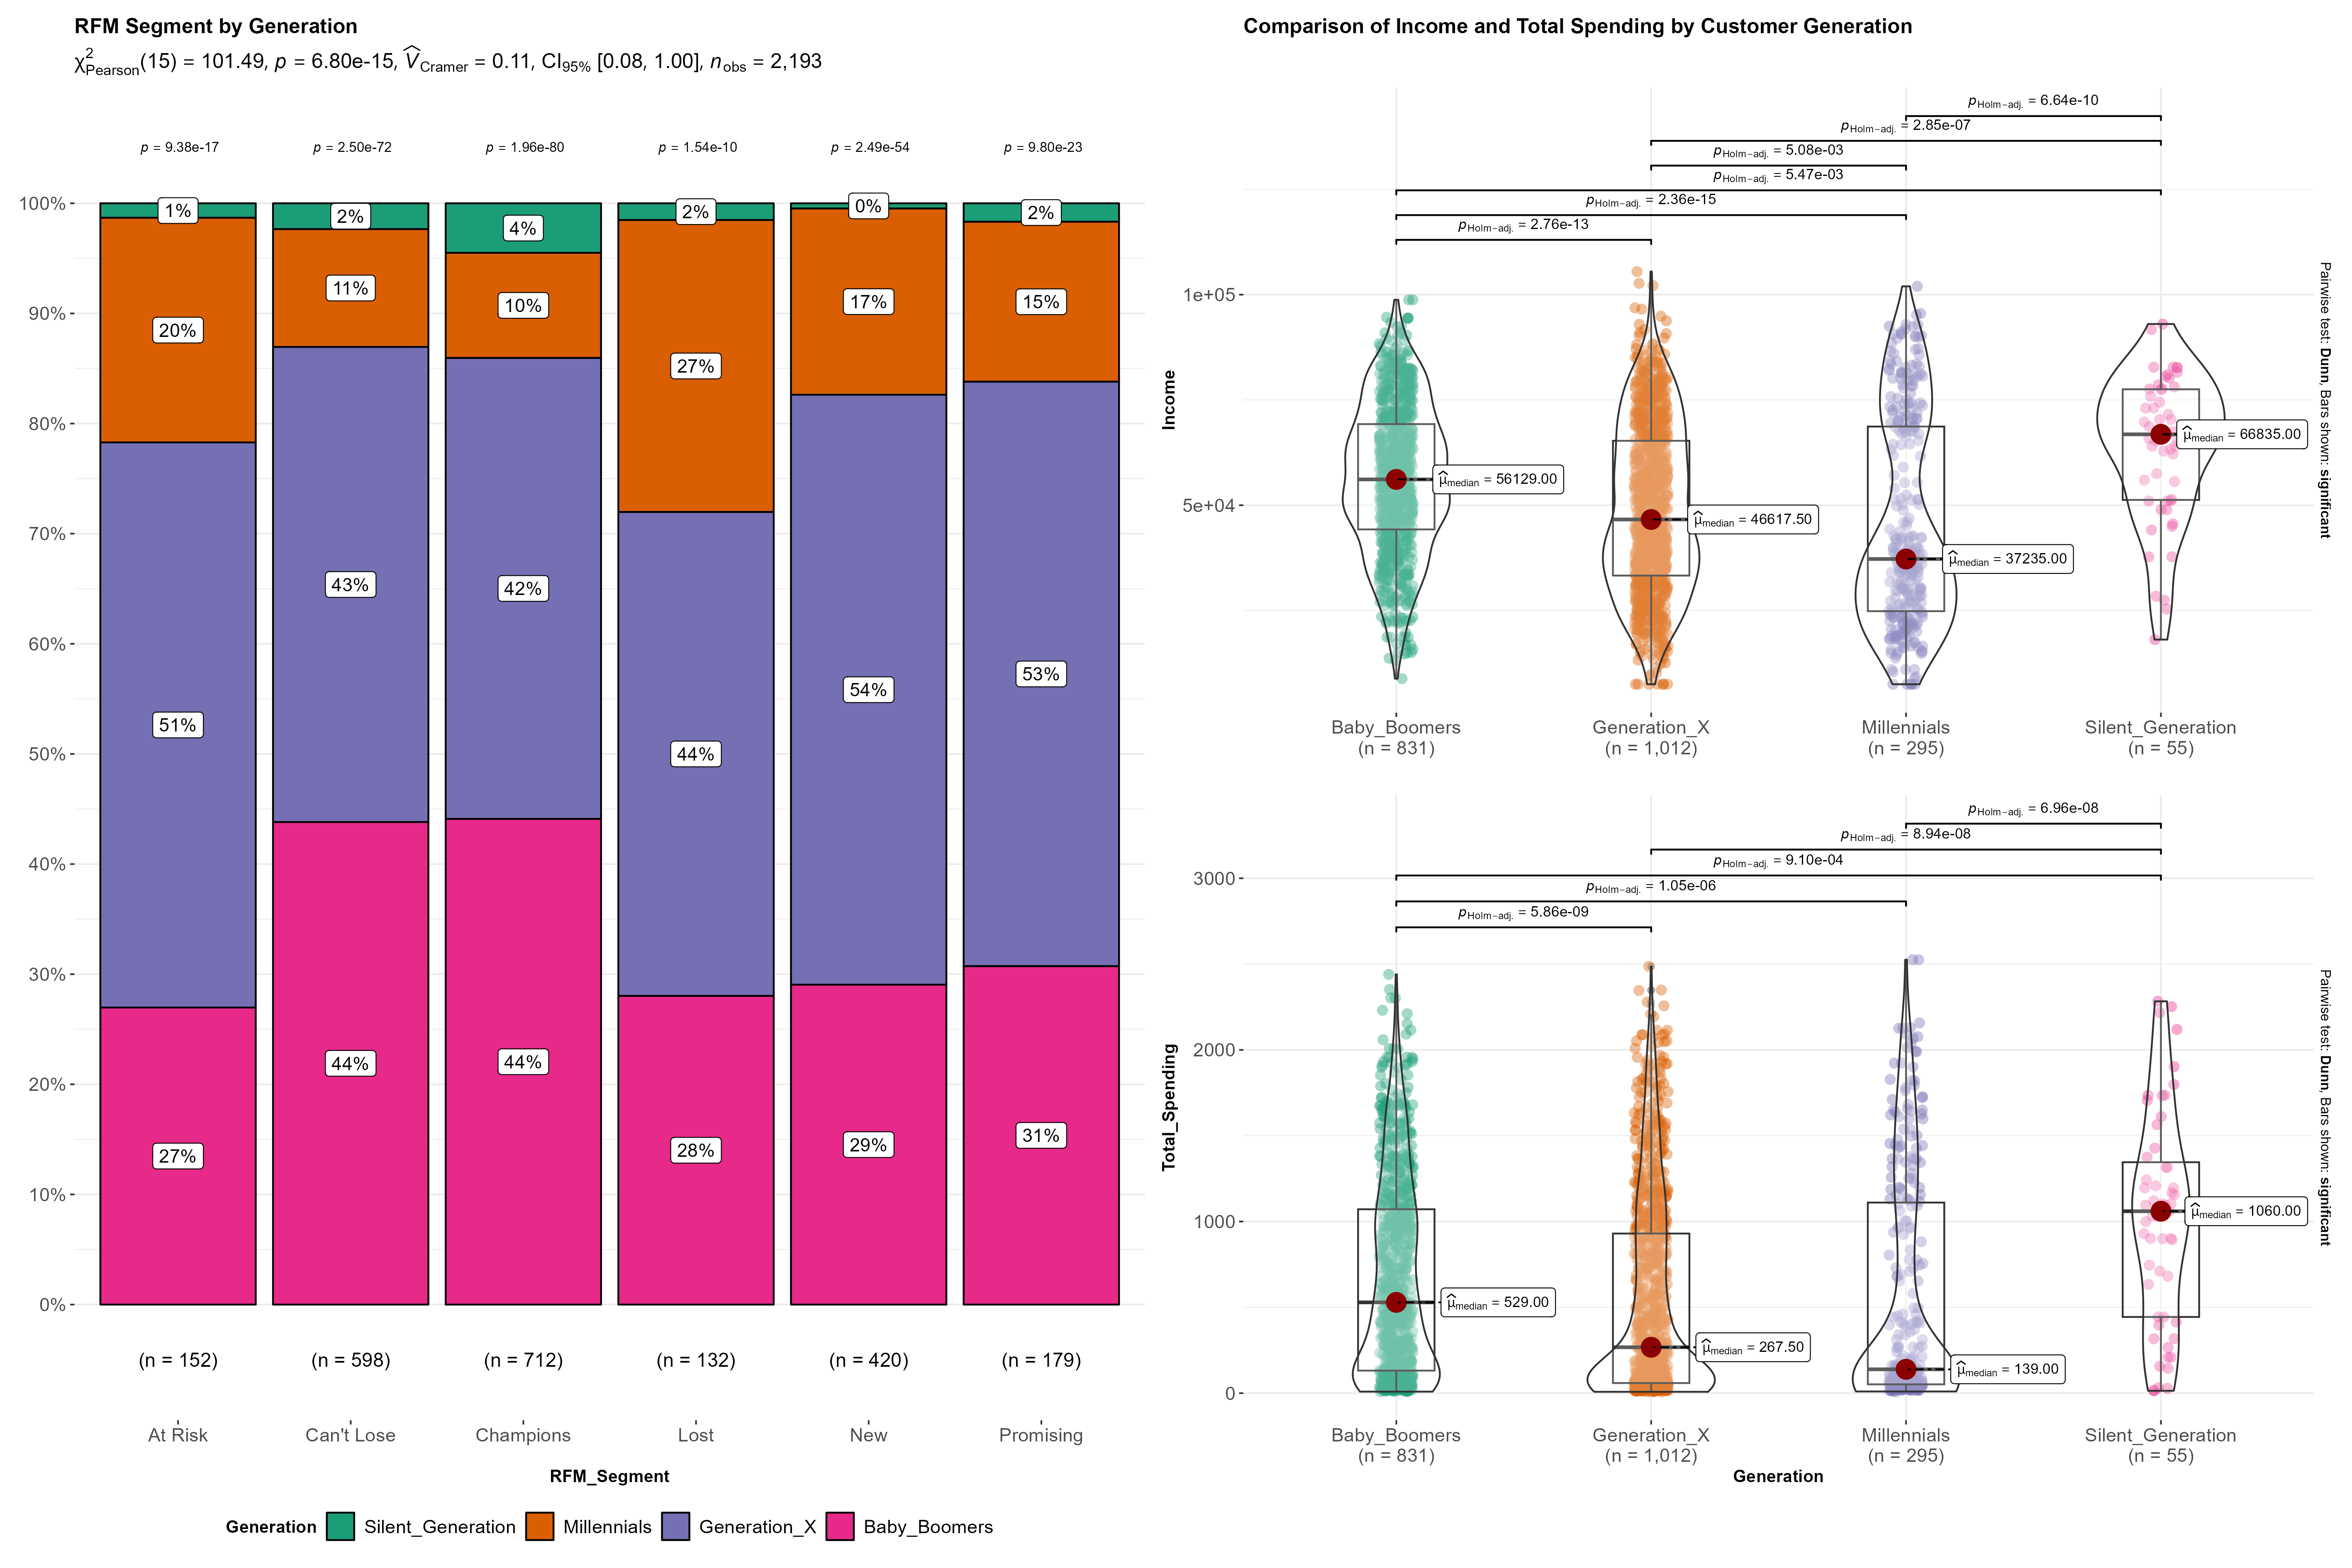 RFM Segment by Generation
χ²Pearson(15) = 101.49, p = 6.80e-15, V̂Cramer = 0.11, CI95% [0.08, 1.00], nobs = 2,193
p = 9.38e-17 p = 2.50e-72 p = 1.96e-80 p = 1.54e-10 p = 2.49e-54 p = 9.80e-23
100%
90%
80%
70%
60%
50%
40%
30%
20%
10%
0%
1% 2% 4% 2% 0% 2%
20% 11% 10% 27% 17% 15%
51% 43% 42% 44% 54% 53%
27% 44% 44% 28% 29% 31%
(n = 152) (n = 598) (n = 712) (n = 132) (n = 420) (n = 179)
At Risk Can't Lose Champions Lost New Promising
RFM_Segment
Generation Silent_Generation Millennials Generation_X Baby_Boomers
Comparison of Income and Total Spending by Customer Generation
pHolm−adj. = 6.64e-10
pHolm−adj. = 2.85e-07
pHolm−adj. = 5.08e-03
pHolm−adj. = 5.47e-03
pHolm−adj. = 2.36e-15
pHolm−adj. = 2.76e-13
1e+05
5e+04
Income
μ̂median = 56129.00
μ̂median = 46617.50
μ̂median = 37235.00
μ̂median = 66835.00
Pairwise test: Dunn, Bars shown: significant
Baby_Boomers Generation_X Millennials Silent_Generation
(n = 831) (n = 1,012) (n = 295) (n = 55)
pHolm−adj. = 6.96e-08
pHolm−adj. = 8.94e-08
pHolm−adj. = 9.10e-04
pHolm−adj. = 1.05e-06
pHolm−adj. = 5.86e-09
3000
2000
1000
0
Total_Spending
μ̂median = 529.00
μ̂median = 267.50
μ̂median = 139.00
μ̂median = 1060.00
Pairwise test: Dunn, Bars shown: significant
Baby_Boomers Generation_X Millennials Silent_Generation
(n = 831) (n = 1,012) (n = 295) (n = 55)
Generation